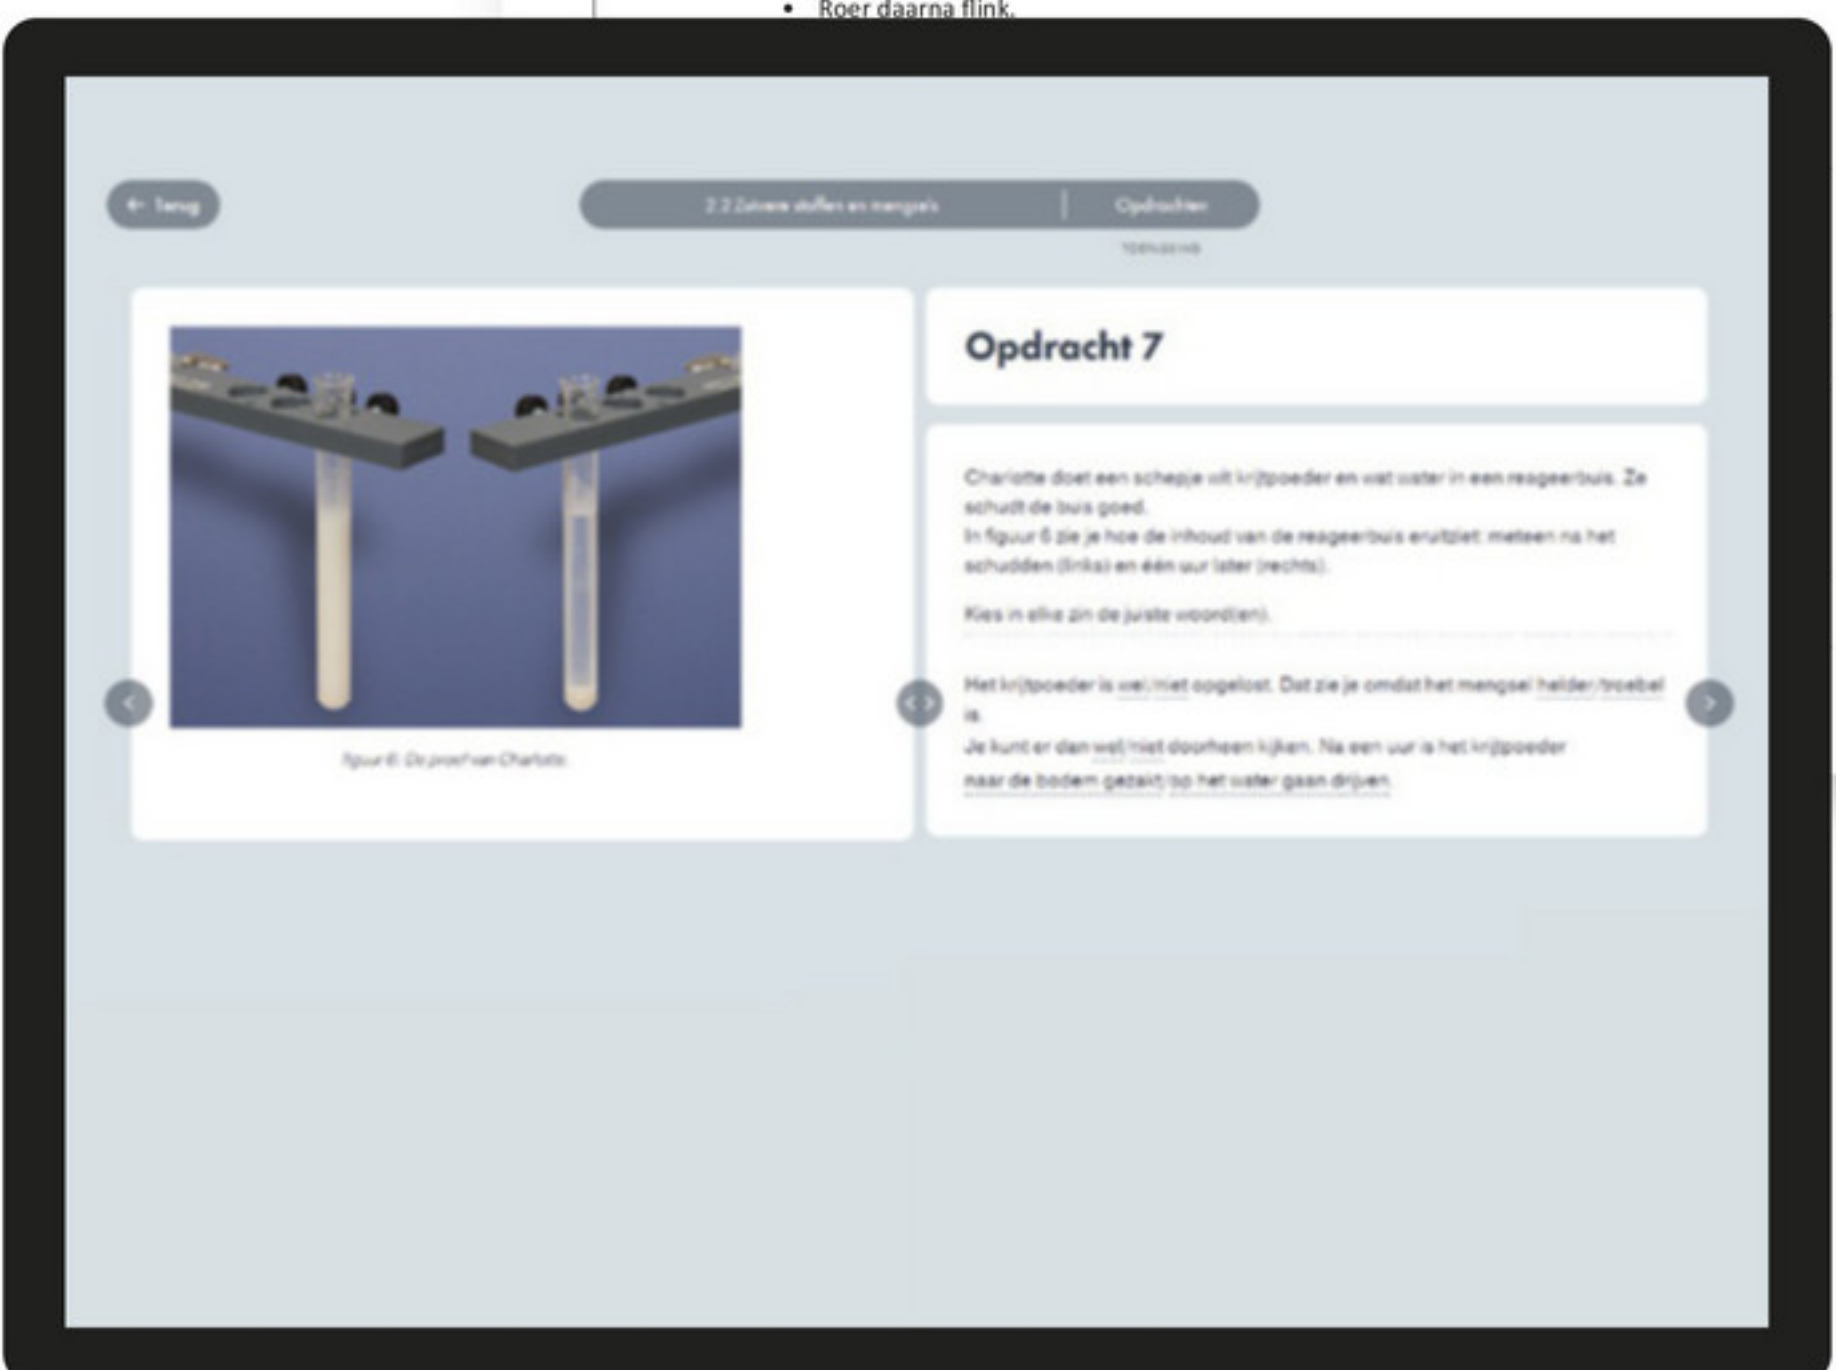 • Roer daarna flink.
← Terug
2.2 Zuivere stoffen en mengsels
Opdrachten
Opdracht 7
Charlotte doet een schepje wit krijtpoeder en wat water in een reageerbuis. Ze
schudt de buis goed.
In figuur 6 zie je hoe de inhoud van de reageerbuis eruitziet: meteen na het
schudden (links) en één uur later (rechts).
Kies in elke zin de juiste woord(en).
Het krijtpoeder is wel/niet opgelost. Dat zie je omdat het mengsel helder/troebel
is.
Je kunt er dan wel/niet doorheen kijken. Na een uur is het krijtpoeder
naar de bodem gezakt/op het water gaan drijven.
figuur 6: De proef van Charlotte.